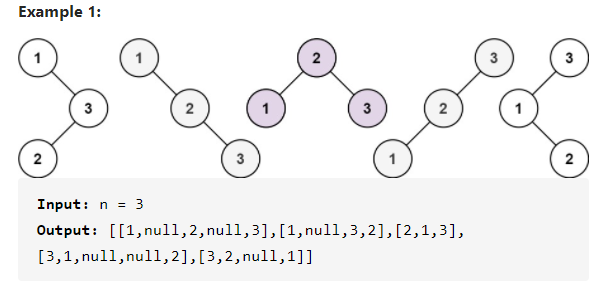 Example 1:
1 1 2 3 3
3 2 1 3 2 1
2 3 1 2
Input: n = 3
Output: [[1,null,2,null,3],[1,null,3,2],[2,1,3],
[3,1,null,null,2],[3,2,null,1]]